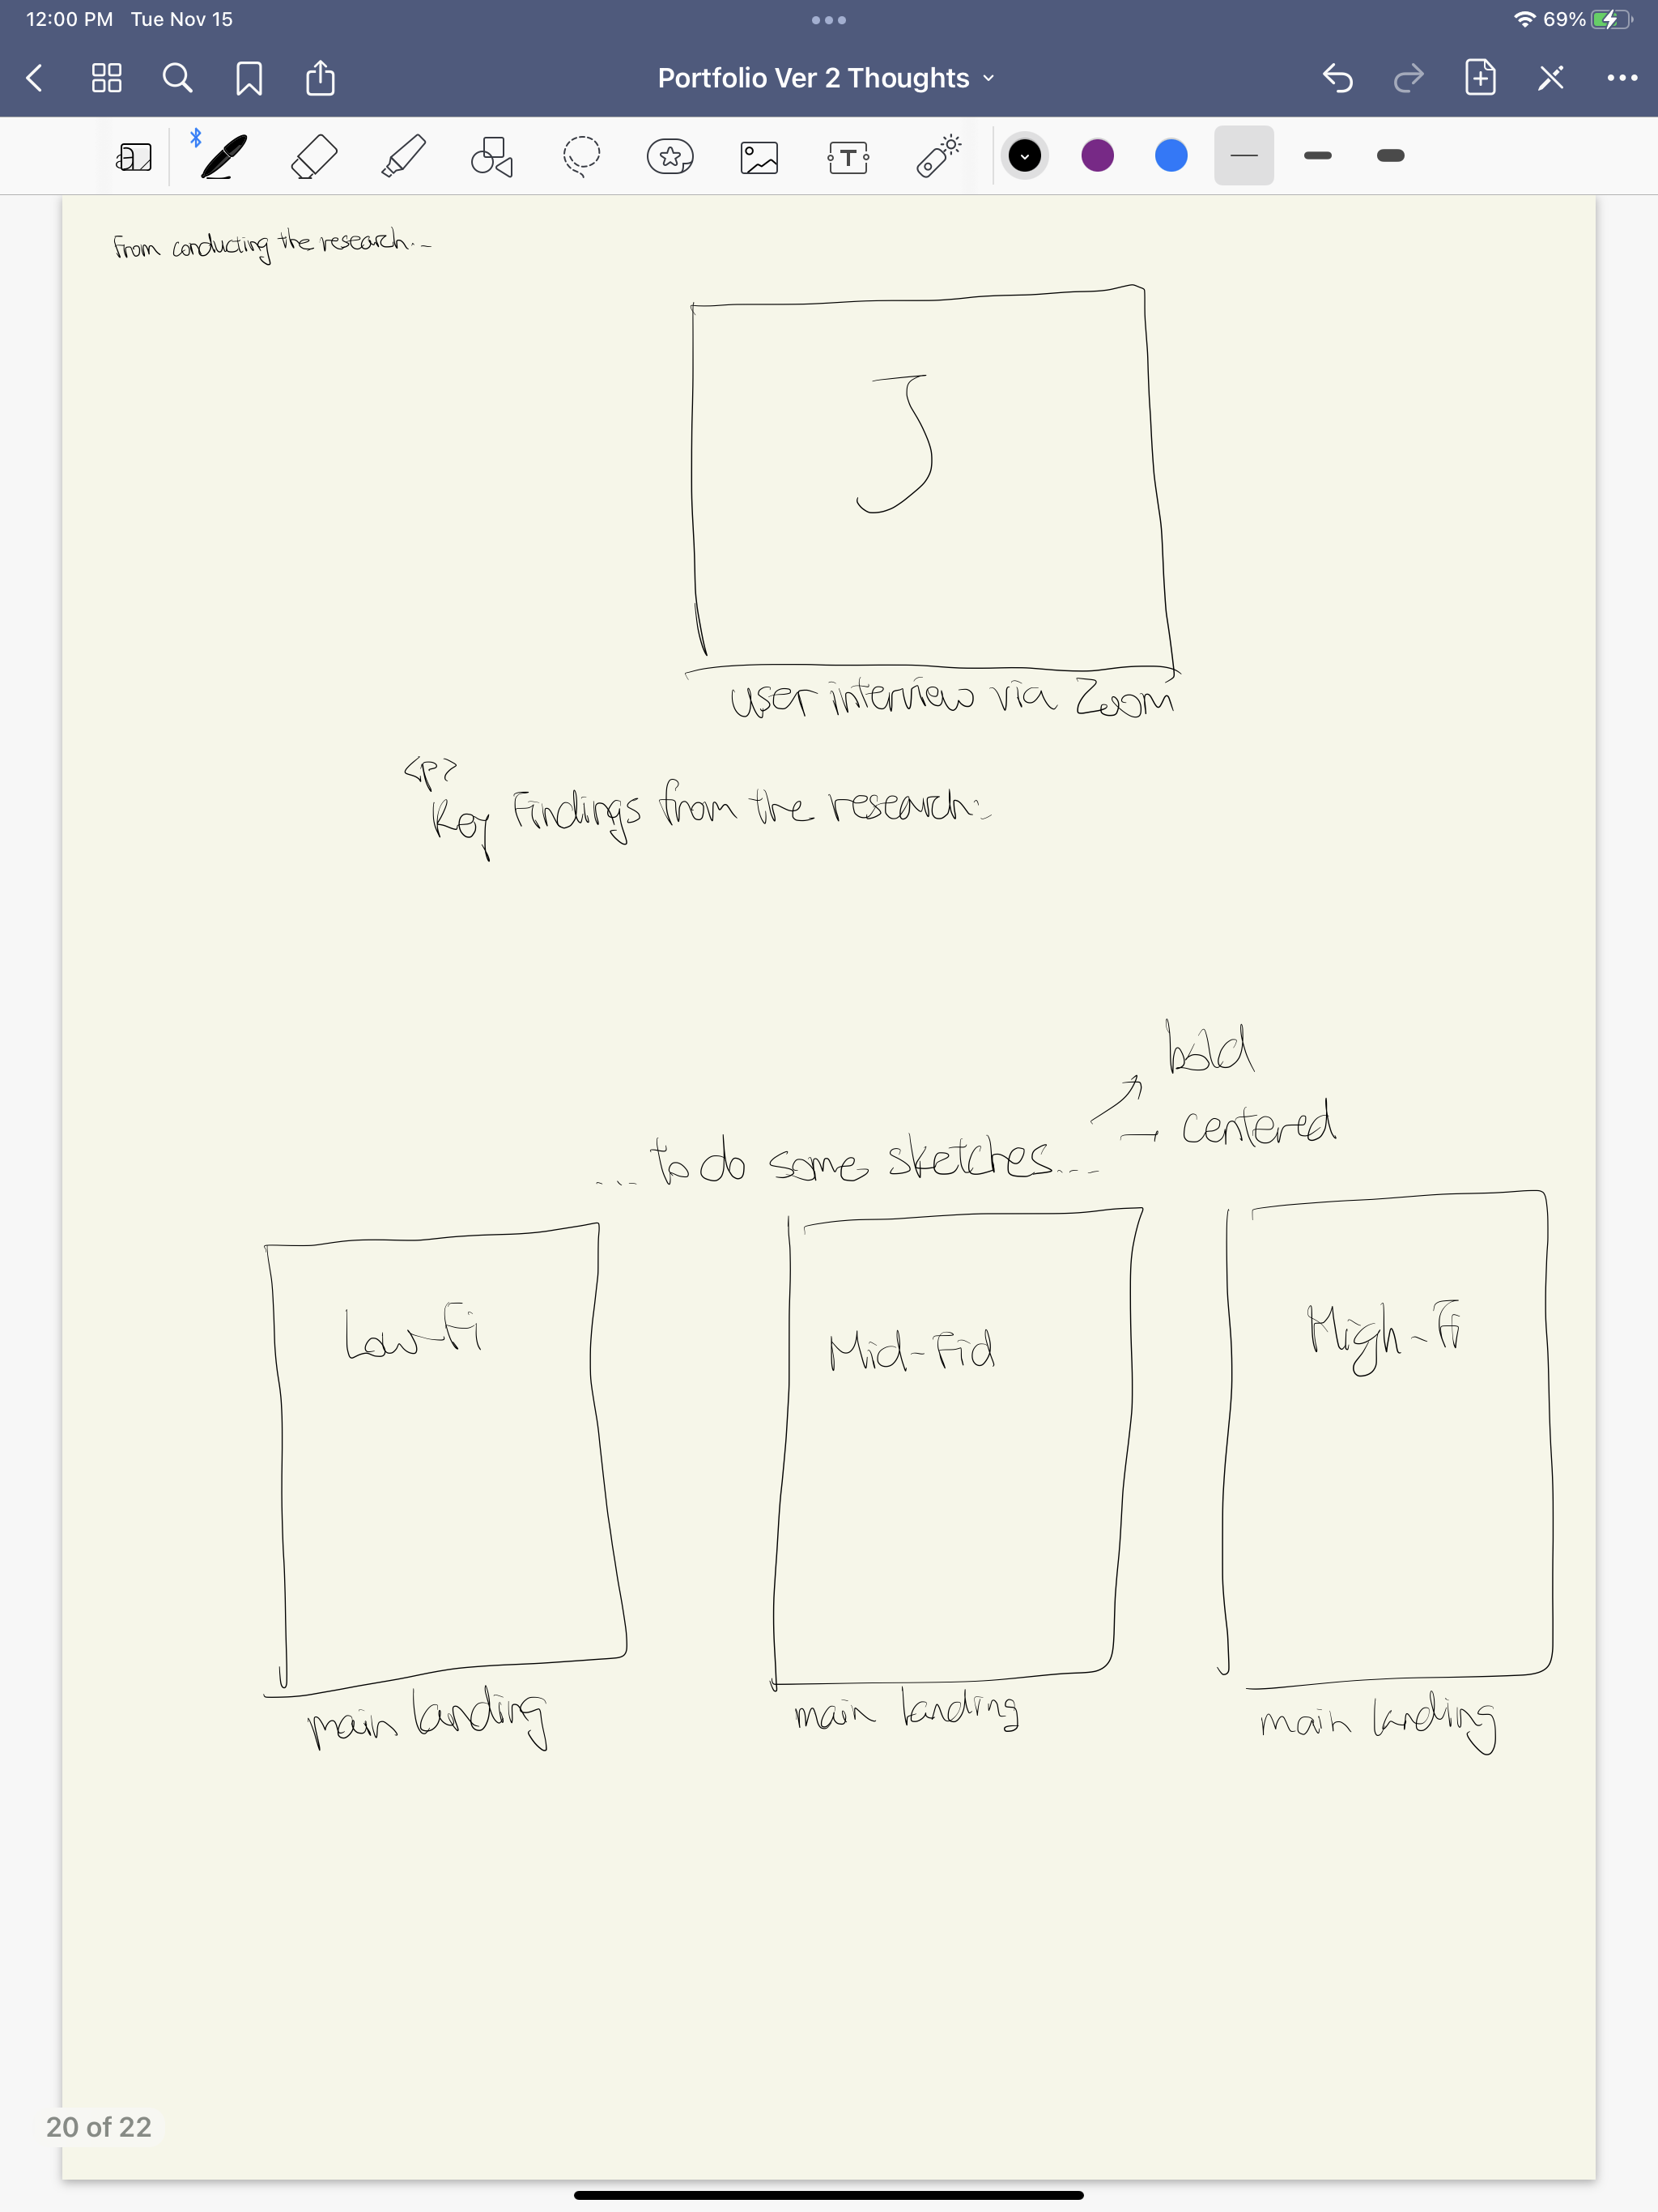 12:00 PM Tue Nov 15
69%
Portfolio Ver 2 Thoughts
a
T
From conducting the research...
J
user interview via Zoom
<p>
Key Findings from the research:
bold
centered
... to do some sketches....
Low-Fi
Mid-Fid
High-Fi
main landing
main landing
main landing
20 of 22